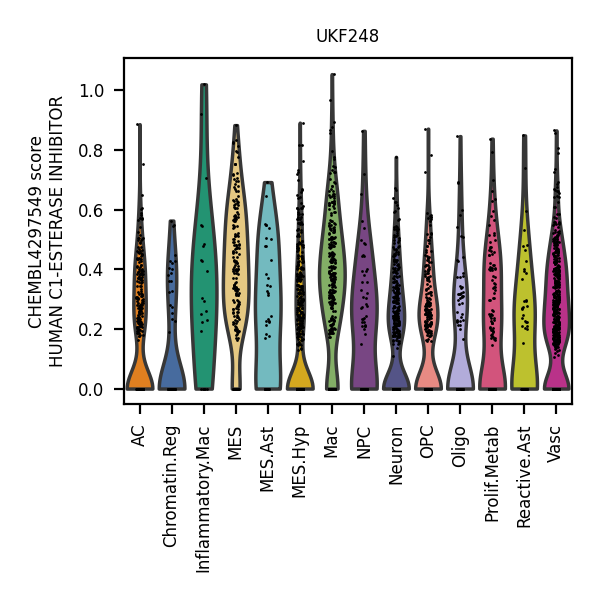 UKF248
CHEMBL4297549 score
HUMAN C1-ESTERASE INHIBITOR
1.0
0.8
0.6
0.4
0.2
0.0
AC
Chromatin.Reg
Inflammatory.Mac
MES
MES.Ast
MES.Hyp
Mac
NPC
Neuron
OPC
Oligo
Prolif.Metab
Reactive.Ast
Vasc